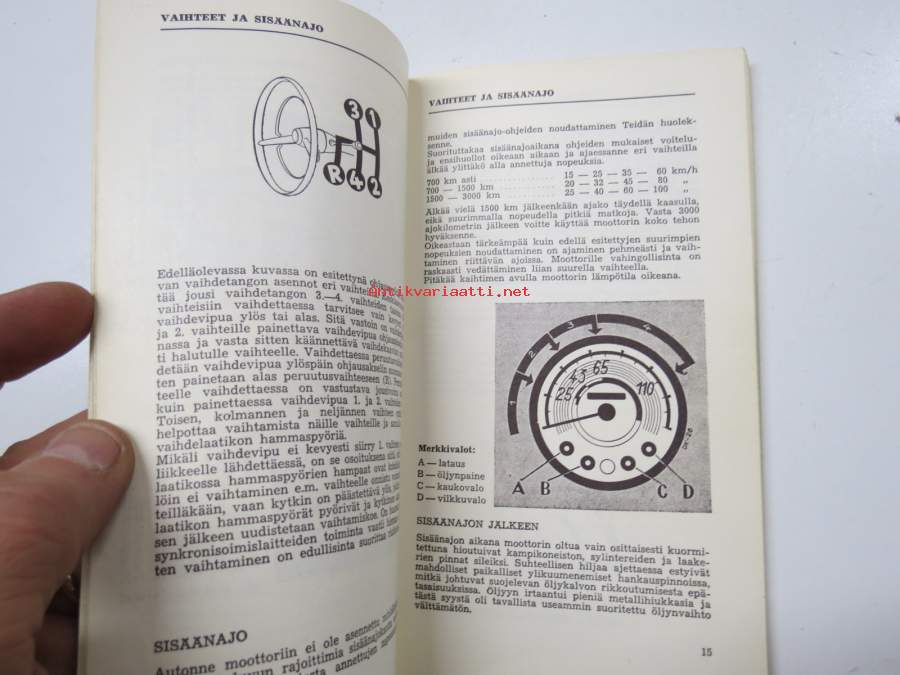 VAIHTEET JA SISÄÄNAJO
3 1
R 4 2
Edelläolevassa kuvassa on esitettynä
van vaihdetangon asennot eri vaihteilla
tää jousi vaihdetangon 3.—4. vaihteiden
vaihteisiin vaihdettaessa tarvitsee vain
vaihdevipua ylös tai alas. Sitä vastoin on
ja 2. vaihteille painettava vaihdevipua
nassa ja vasta sitten käännettävä
ti halutulle vaihteelle. Vaihdettaessa
detään vaihdevipua ylöspäin ohjausakselin
ten painetaan alas peruutusvaihteeseen (R).
teelle vaihdettaessa on vastustava
kuin painettaessa vaihdevipua 1. ja 2.
Toisen, kolmannen ja neljännen vaihteen
helpottaa vaihtamista näille vaihteille ja
vaihdelaatikon hammaspyöriä.
Mikäli vaihdevipu ei kevyesti siirry 1.
liikkeelle lähdettäessä, on se osoituksena siitä,
laatikossa hammaspyörien hampaat ovat
löin ei vaihtaminen e.m. vaihteelle onnistu
teilläkään, vaan kytkin on päästettävä ylös,
laatikon hammaspyörät pyörivät ja kytkimen
sen jälkeen uudistetaan vaihtamiskoe. On
synkronisoimislaitteiden toiminta vastii
ten vaihtaminen on edullisinta suorittaa
SISÄÄNAJO
Autonne moottoriin ei ole asennettu
rajoittimia
annettujen
VAIHTEET JA SISÄÄNAJO
muiden sisäänajo-ohjeiden noudattaminen Teidän huolek-
senne.
Suorituttakaa sisäänajoaikana ohjeiden mukaiset voitelu-
ja ensihuollot oikeaan aikaan ja ajaessanne eri vaihteilla
älkää ylittäkö alla annettuja nopeuksia.
700 km asti 15 — 25 — 35 — 60 km/h
700 — 1500 km 20 — 32 — 45 — 80 „
1500 — 3000 km 25 — 40 — 60 — 100 „
Älkää vielä 1500 km jälkeenkään ajako täydellä kaasulla,
eikä suurimmalla nopeudella pitkiä matkoja. Vasta 3000
ajokilometrin jälkeen voitte käyttää moottorin koko tehon
hyväksenne.
Oikeastaan tärkeämpää kuin edellä esitettyjen suurimpien
nopeuksien noudattaminen on ajaminen pehmeästi ja vaih-
taminen riittävän ajoissa. Moottorille vahingollisinta on
raskaasti vedättäminen liian suurella vaihteella.
Pitäkää kaihtimen avulla moottorin lämpötila oikeana.
Antikvariaatti.net
1 2 3 4
25 65 110
Merkkivalot:
A — lataus
B — öljynpaine
C — kaukovalo
D — vilkkuvalo
A B C D
SISÄÄNAJON JÄLKEEN
Sisäänajon aikana moottorin oltua vain osittaisesti kuormi-
tettuna hioutuivat kampikoneiston, sylintereiden ja laake-
rien pinnat sileiksi. Suhteellisen hiljaa ajettaessa estyivät
mahdolliset paikalliset ylikuumenemiset hankauspinnoissa,
mitkä johtuvat suojelevan öljykalvon rikkoutumisesta epä-
tasaisuuksissa. Öljyyn irtaantui pieniä metallihiukkasia ja
tästä syystä oli tavallista useammin suoritettu öljynvaihto
välttämätön.
15